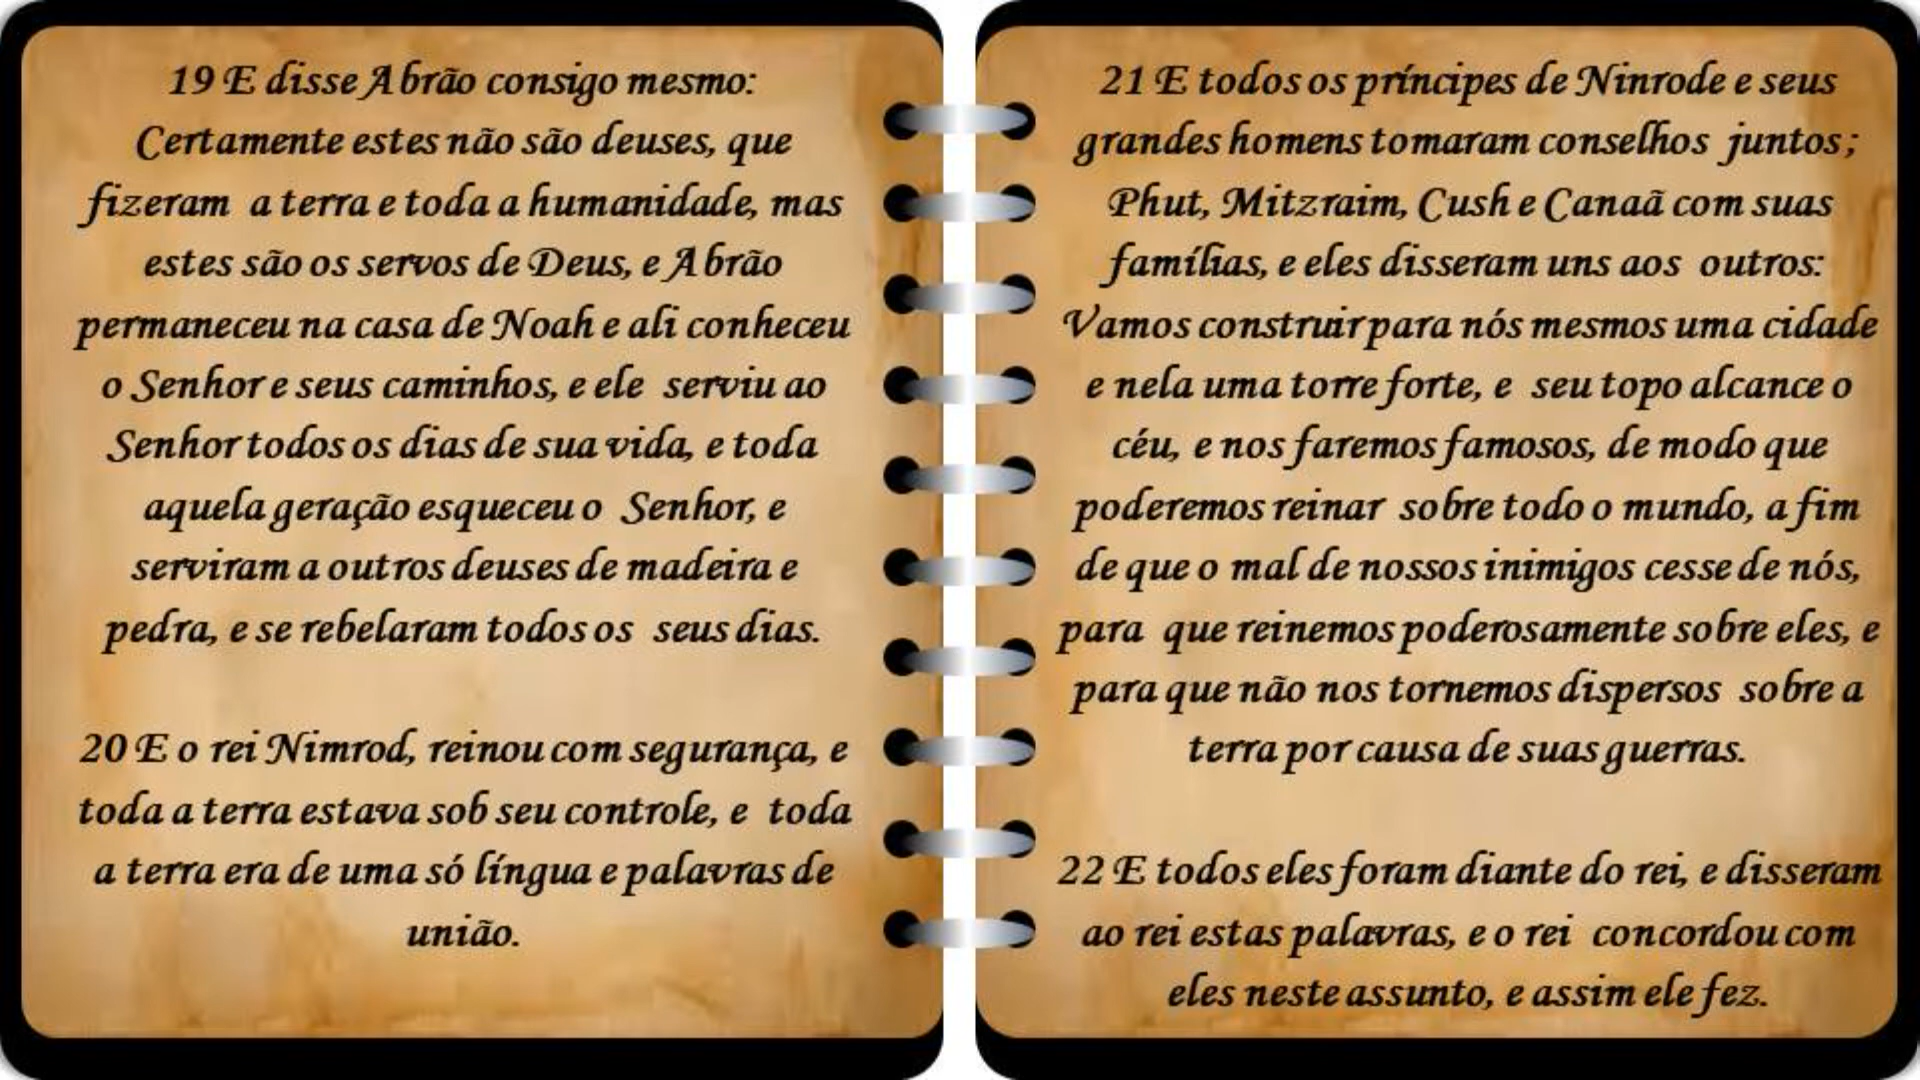 19 E disse Abrão consigo mesmo:
Certamente estes não são deuses, que
fizeram a terra e toda a humanidade, mas
estes são os servos de Deus, e Abrão
permaneceu na casa de Noah e ali conheceu
o Senhor e seus caminhos, e ele serviu ao
Senhor todos os dias de sua vida, e toda
aquela geração esqueceu o Senhor, e
serviram a outros deuses de madeira e
pedra, e se rebelaram todos os seus dias.
20 E o rei Nimrod, reinou com segurança, e
toda a terra estava sob seu controle, e toda
a terra era de uma só língua e palavras de
união.
21 E todos os príncipes de Ninrode e seus
grandes homens tomaram conselhos juntos;
Phut, Mitzraim, Cush e Canaã com suas
famílias, e eles disseram uns aos outros:
Vamos construir para nós mesmos uma cidade
e nela uma torre forte, e seu topo alcance o
céu, e nos faremos famosos, de modo que
poderemos reinar sobre todo o mundo, a fim
de que o mal de nossos inimigos cesse de nós,
para que reinemos poderosamente sobre eles, e
para que não nos tornemos dispersos sobre a
terra por causa de suas guerras.
22 E todos eles foram diante do rei, e disseram
ao rei estas palavras, e o rei concordou com
eles neste assunto, e assim ele fez.